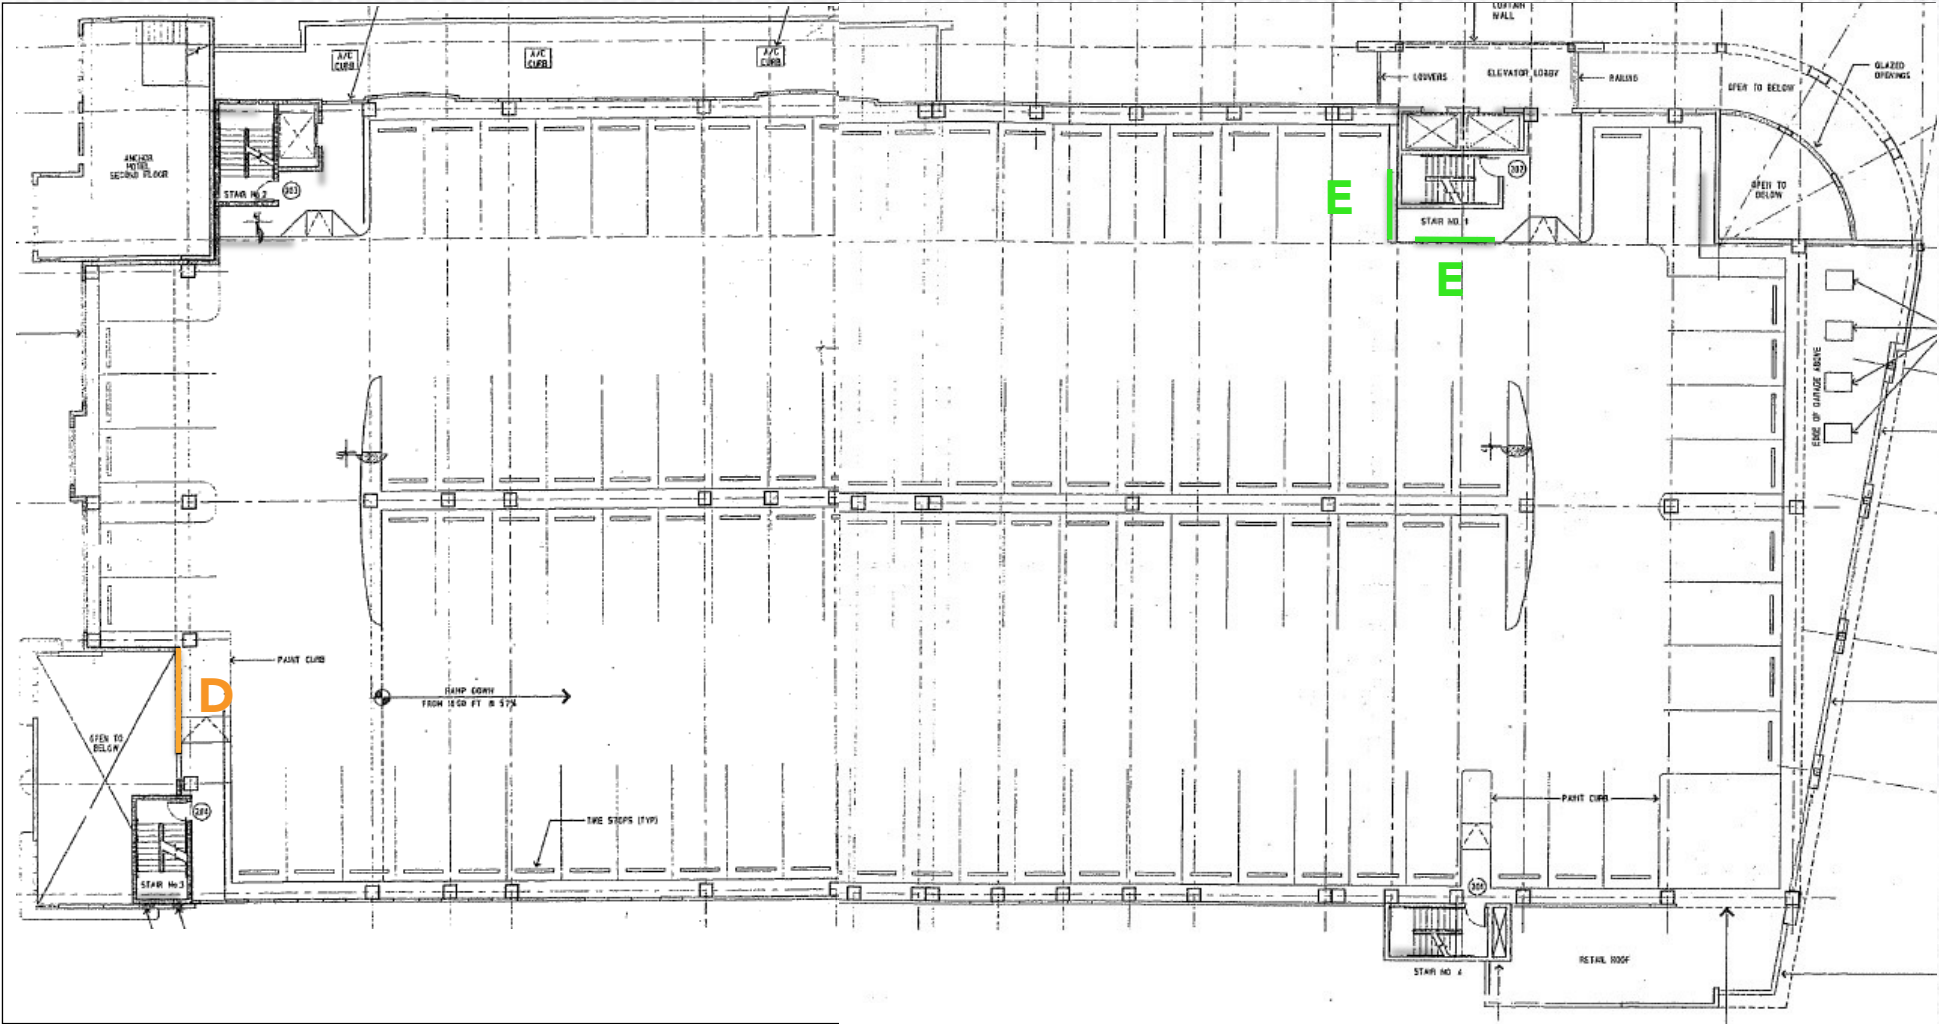 CURTAIN
WALL
A/C
CURB
A/C
CURB
A/C
CURB
LOUVERS
ELEVATOR LOBBY
RAILING
GLAZED
OPENINGS
OPEN TO BELOW
ANCHOR
HOTEL
SECOND FLOOR
STAIR No 2
303
302
OPEN TO
BELOW
E
STAIR NO. 1
E
EDGE OF GARAGE ABOVE
PAINT CURB
D
RAMP DOWN
OPEN TO
BELOW
304
STAIR No 3
TIRE STOPS (TYP)
PAINT CURB
301
STAIR NO 4
RETAIL ROOF